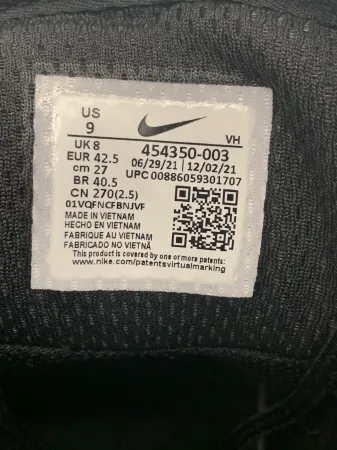 US
9
VH
UK 8
EUR 42.5
cm 27
BR 40.5
CN 270(2.5)
454350-003
06/29/21 12/02/21
UPC 00886059301707
01VQFNCFBNJVF
MADE IN VIETNAM
HECHO EN VIETNAM
FABRIQUE AU VIETNAM
FABRICADO NO VIETNÃ
This product is covered by one or more patents:
www.nike.com/patentsvirtualmarking